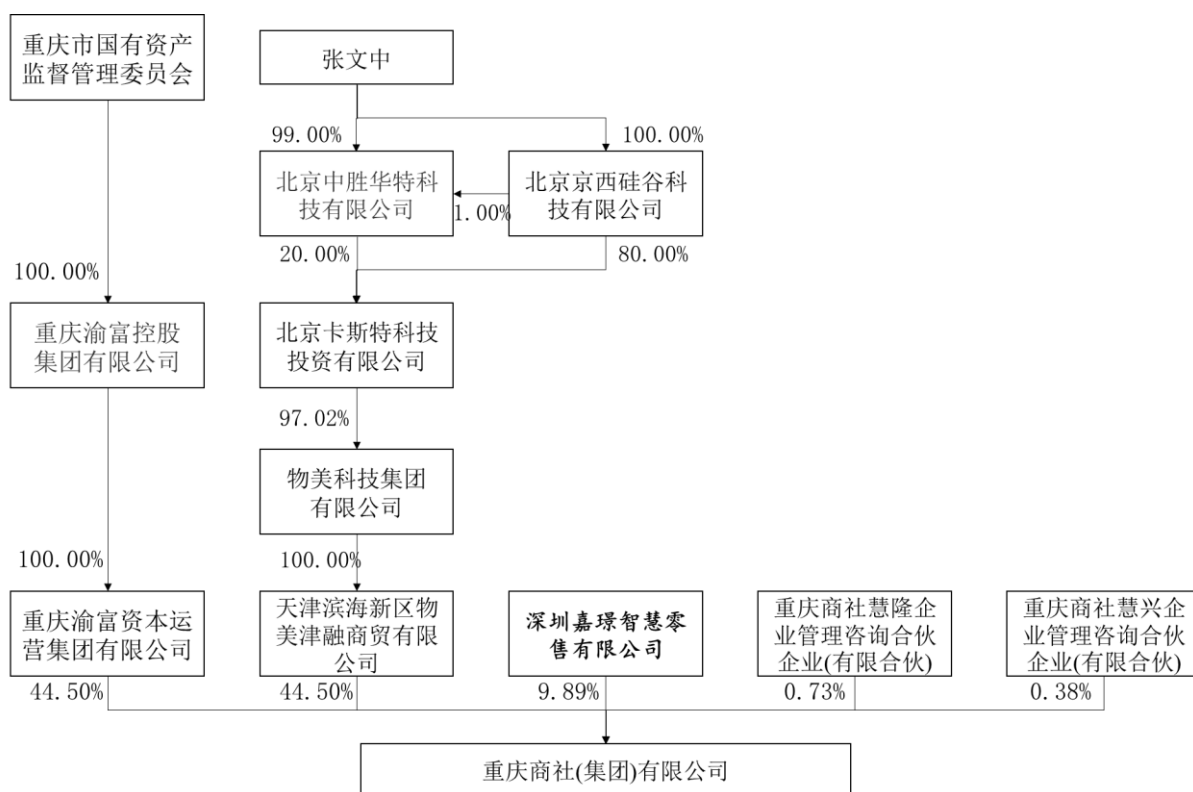 重庆市国有资产
监督管理委员会
张文中
99.00%
100.00%
北京中胜华特科
技有限公司
1.00%
北京京西硅谷科
技有限公司
20.00%
80.00%
100.00%
重庆渝富控股
集团有限公司
北京卡斯特科技
投资有限公司
97.02%
物美科技集团
有限公司
100.00%
100.00%
重庆渝富资本运
营集团有限公司
天津滨海新区物
美津融商贸有限
公司
深圳嘉璟智慧零
售有限公司
重庆商社慧隆企
业管理咨询合伙
企业(有限合伙)
重庆商社慧兴企
业管理咨询合伙
企业(有限合伙)
44.50%
44.50%
9.89%
0.73%
0.38%
重庆商社(集团)有限公司